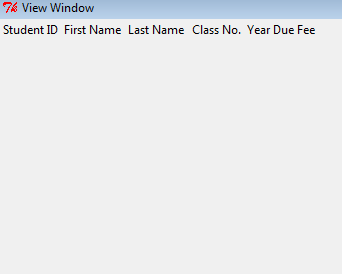 View Window
Student ID First Name Last Name Class No. Year Due Fee